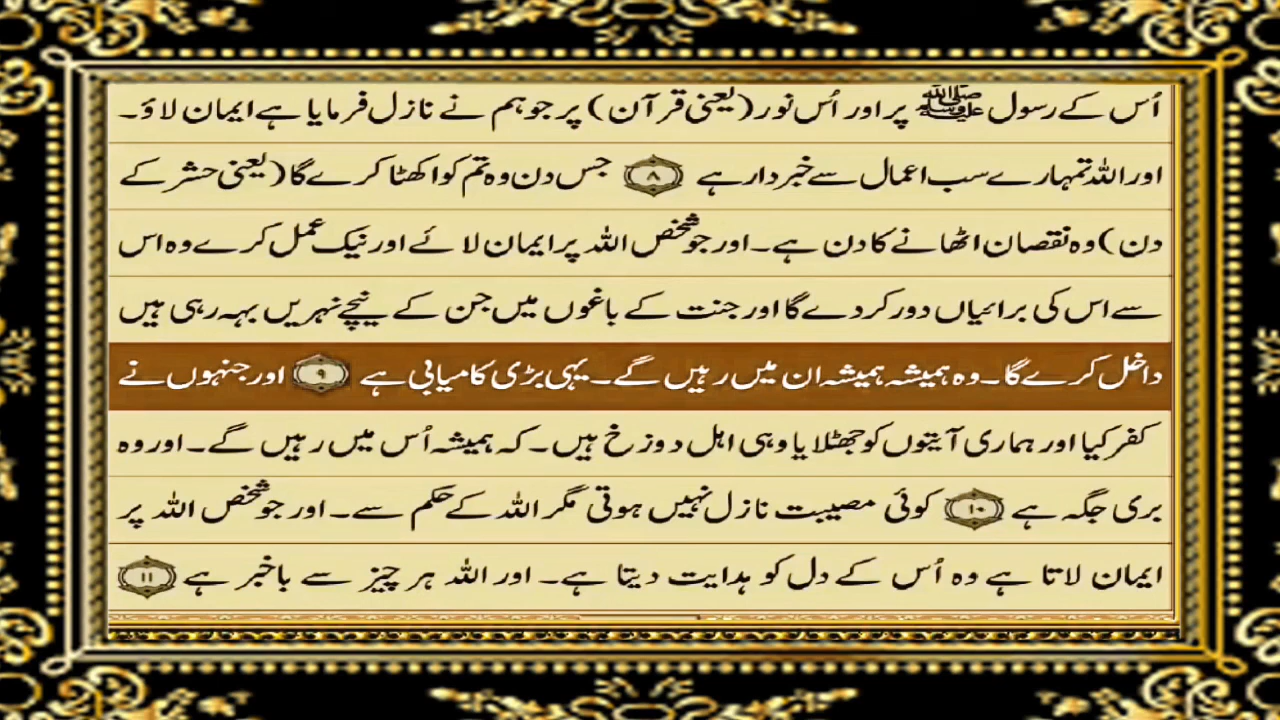 اُس کے رسول ﷺ پر اور اُس نور (یعنی قرآن) پر جو ہم نے نازل فرمایا ہے ایمان لاؤ۔
اور اللہ تمہارے سب اعمال سے خبردار ہے ۸ جس دن وہ تم کو اکھٹا کرے گا (یعنی حشر کے
دن) وہ نقصان اٹھانے کا دن ہے۔ اور جو شخص اللہ پر ایمان لائے اور نیک عمل کرے وہ اس
سے اس کی برائیاں دور کر دے گا اور جنت کے باغوں میں جن کے نیچے نہریں بہہ رہی ہیں
داخل کرے گا۔ وہ ہمیشہ ہمیشہ ان میں رہیں گے۔ یہی بڑی کامیابی ہے ۹ اور جنہوں نے
کفر کیا اور ہماری آیتوں کو جھٹلایا وہی اہل دوزخ ہیں۔ کہ ہمیشہ اُس میں رہیں گے۔ اور وہ
بری جگہ ہے ۱۰ کوئی مصیبت نازل نہیں ہوتی مگر اللہ کے حکم سے۔ اور جو شخص اللہ پر
ایمان لاتا ہے وہ اُس کے دل کو ہدایت دیتا ہے۔ اور اللہ ہر چیز سے باخبر ہے ۱۱